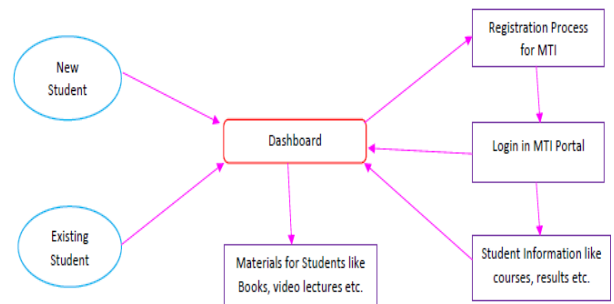 Registration Process
for MTI
New
Student
Dashboard
Login in MTI Portal
Existing
Student
Materials for Students like
Books, video lectures etc.
Student Information like
courses, results etc.